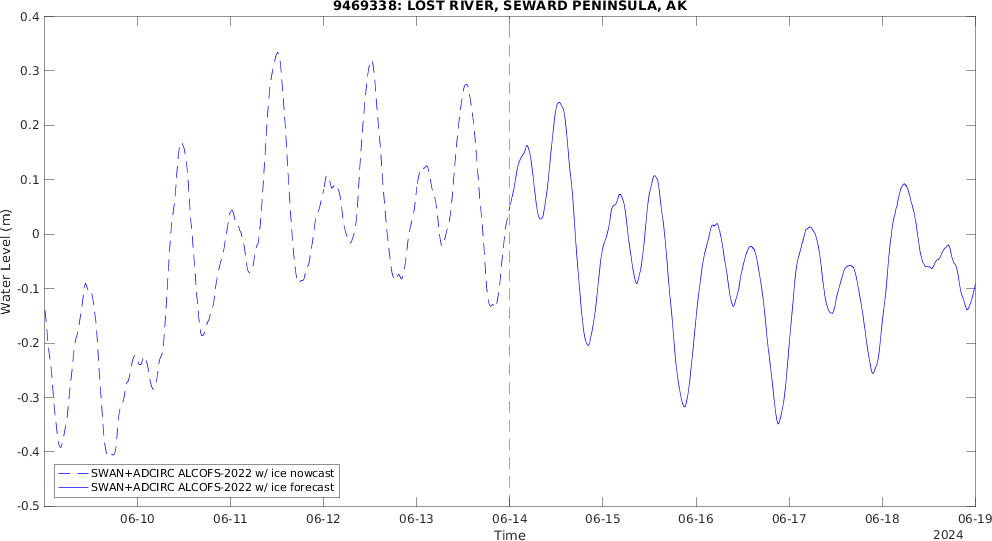 9469338: LOST RIVER, SEWARD PENINSULA, AK
0.4
0.3
0.2
0.1
0
-0.1
-0.2
-0.3
-0.4
-0.5
Water Level (m)
SWAN+ADCIRC ALCOFS-2022 w/ ice nowcast
SWAN+ADCIRC ALCOFS-2022 w/ ice forecast
06-10 06-11 06-12 06-13 06-14 06-15 06-16 06-17 06-18 06-19
Time
2024